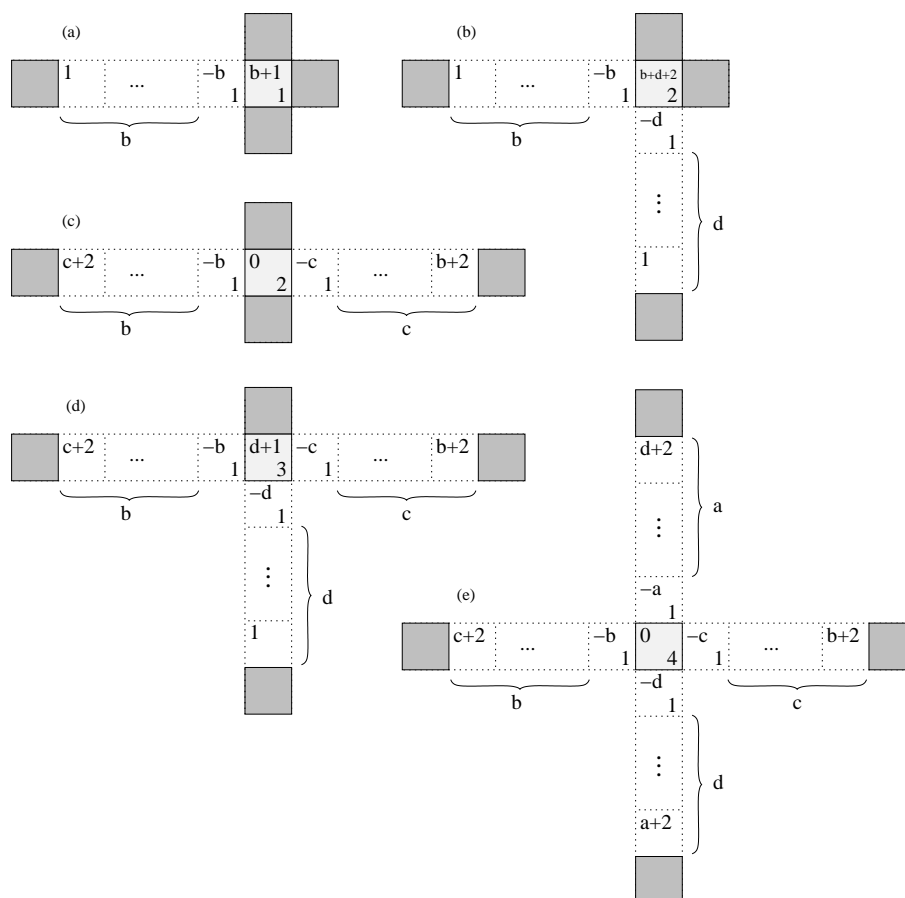 (a) (b)
1 ... −b b+1 1 ... −b b+d+2
1 1 1 2
b b −d
1
⋮ d
1
(c)
c+2 ... −b 0 −c ... b+2
1 2 1
b c
(d)
c+2 ... −b d+1 −c ... b+2 d+2
1 3 1
b −d c ⋮ a
1
⋮ d −a
1 (e) 1
c+2 ... −b 0 −c ... b+2
1 4 1
b −d c
1
⋮ d
a+2